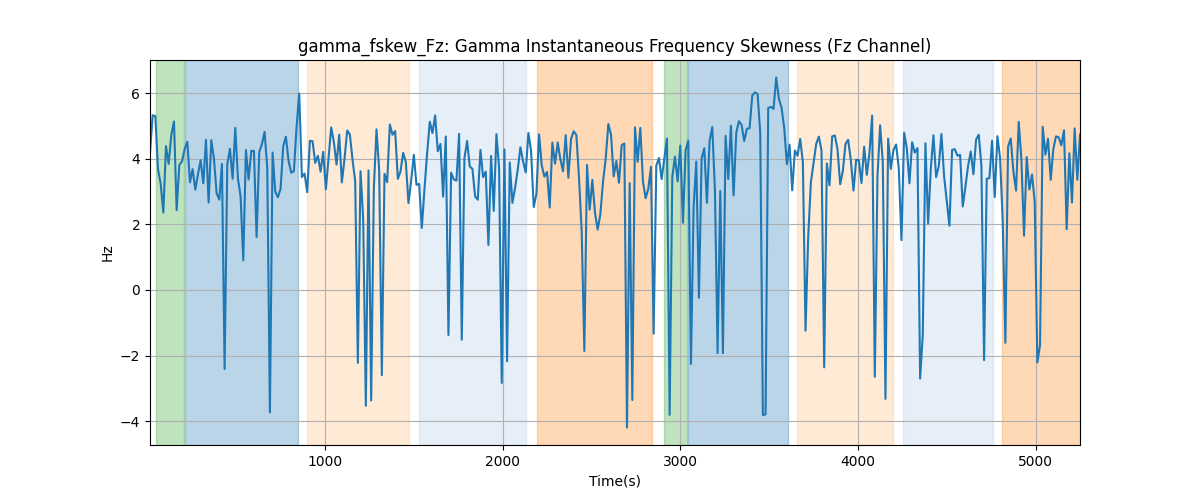 gamma_fskew_Fz: Gamma Instantaneous Frequency Skewness (Fz Channel)
6
4
2
0
−2
−4
Hz
1000 2000 3000 4000 5000
Time(s)